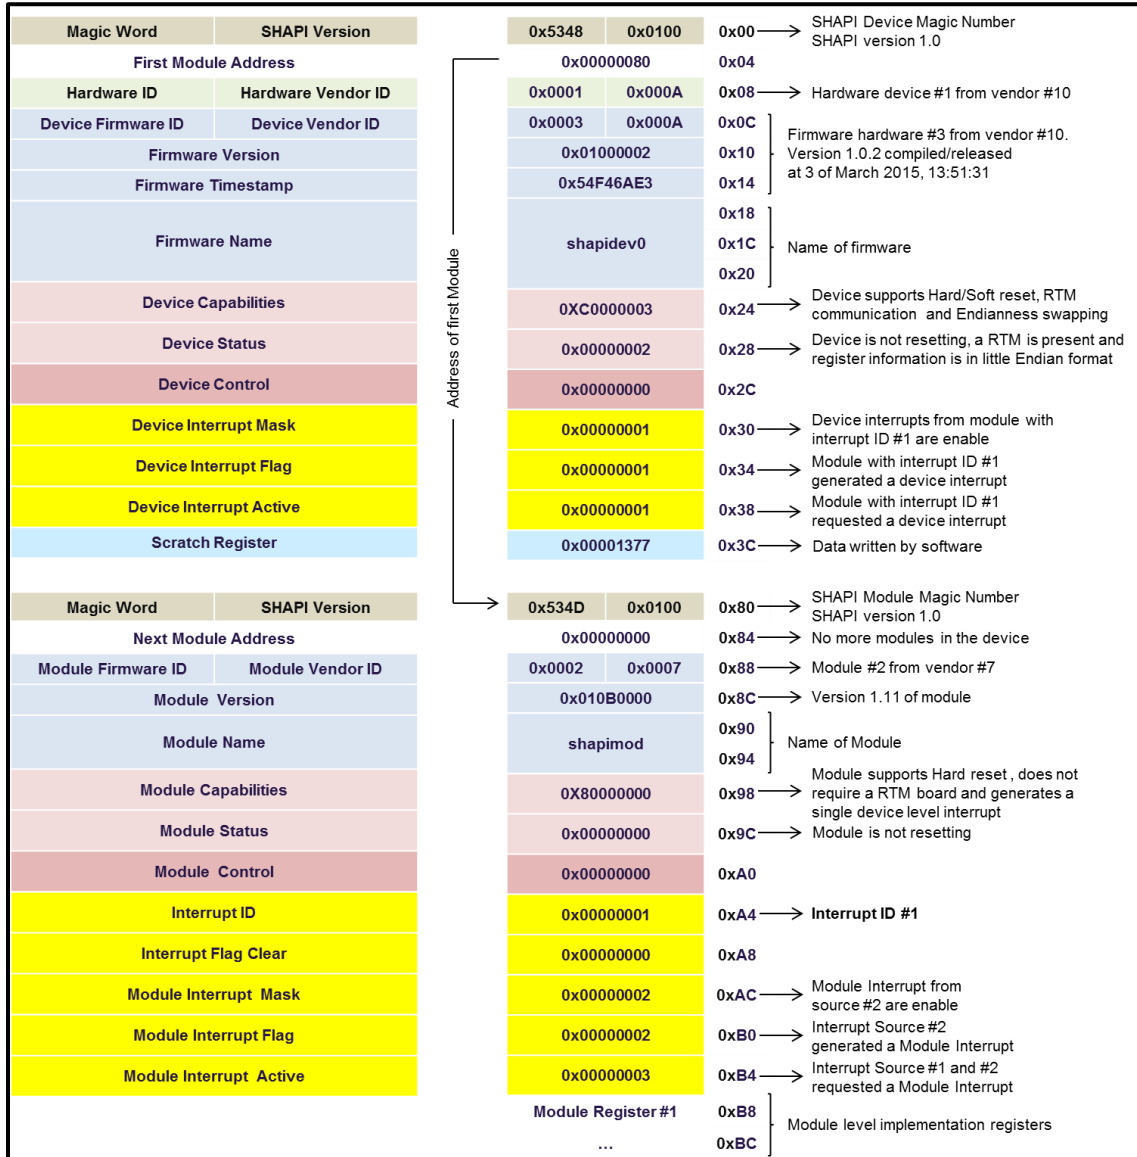 Magic Word SHAPI Version 0x5348 0x0100 0x00 SHAPI Device Magic Number
SHAPI version 1.0
First Module Address 0x00000080 0x04
Hardware ID Hardware Vendor ID 0x0001 0x000A 0x08 Hardware device #1 from vendor #10
Device Firmware ID Device Vendor ID 0x0003 0x000A 0x0C
Firmware hardware #3 from vendor #10.
Firmware Version 0x01000002 0x10 Version 1.0.2 compiled/released
at 3 of March 2015, 13:51:31
Firmware Timestamp 0x54F46AE3 0x14
0x18
Firmware Name shapidev0 0x1C Name of firmware
0x20
Address of first Module
Device Capabilities 0XC0000003 0x24 Device supports Hard/Soft reset, RTM
communication and Endianness swapping
Device Status 0x00000002 0x28 Device is not resetting, a RTM is present and
register information is in little Endian format
Device Control 0x00000000 0x2C
Device Interrupt Mask 0x00000001 0x30 Device interrupts from module with
interrupt ID #1 are enable
Device Interrupt Flag 0x00000001 0x34 Module with interrupt ID #1
generated a device interrupt
Device Interrupt Active 0x00000001 0x38 Module with interrupt ID #1
requested a device interrupt
Scratch Register 0x00001377 0x3C Data written by software
Magic Word SHAPI Version 0x534D 0x0100 0x80 SHAPI Module Magic Number
SHAPI version 1.0
Next Module Address 0x00000000 0x84 No more modules in the device
Module Firmware ID Module Vendor ID 0x0002 0x0007 0x88 Module #2 from vendor #7
Module Version 0x010B0000 0x8C Version 1.11 of module
0x90
Module Name shapimod Name of Module
0x94
Module Capabilities 0X80000000 0x98 Module supports Hard reset , does not
require a RTM board and generates a
single device level interrupt
Module Status 0x00000000 0x9C Module is not resetting
Module Control 0x00000000 0xA0
Interrupt ID 0x00000001 0xA4 Interrupt ID #1
Interrupt Flag Clear 0x00000000 0xA8
Module Interrupt Mask 0x00000002 0xAC Module Interrupt from
source #2 are enable
Module Interrupt Flag 0x00000002 0xB0 Interrupt Source #2
generated a Module Interrupt
Module Interrupt Active 0x00000003 0xB4 Interrupt Source #1 and #2
requested a Module Interrupt
Module Register #1 0xB8
Module level implementation registers
... 0xBC